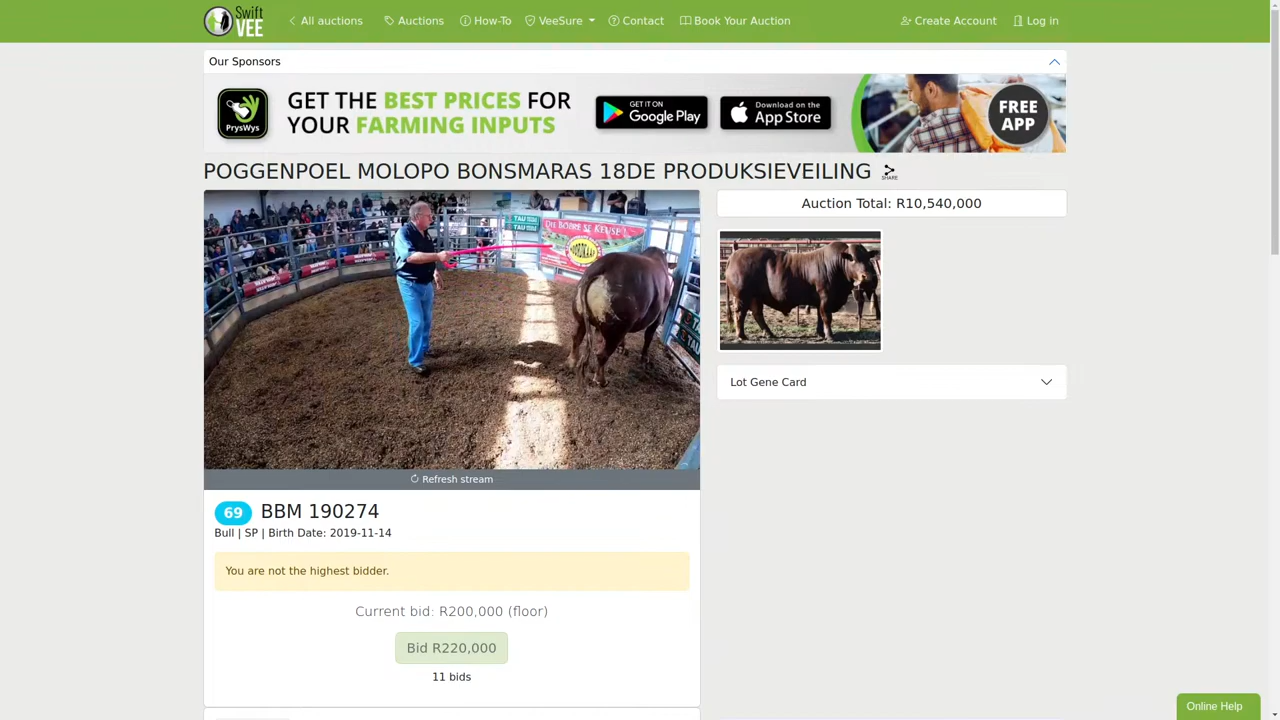 Swift
VEE
All auctions
Auctions
How-To
VeeSure
Contact
Book Your Auction
Create Account
Log in
Our Sponsors
PrysWys
GET THE BEST PRICES FOR
YOUR FARMING INPUTS
GET IT ON
Google Play
Download on the
App Store
FREE
APP
POGGENPOEL MOLOPO BONSMARAS 18DE PRODUKSIEVEILING
SHARE
Auction Total: R10,540,000
Lot Gene Card
Refresh stream
69 BBM 190274
Bull | SP | Birth Date: 2019-11-14
You are not the highest bidder.
Current bid: R200,000 (floor)
Bid R220,000
11 bids
Online Help